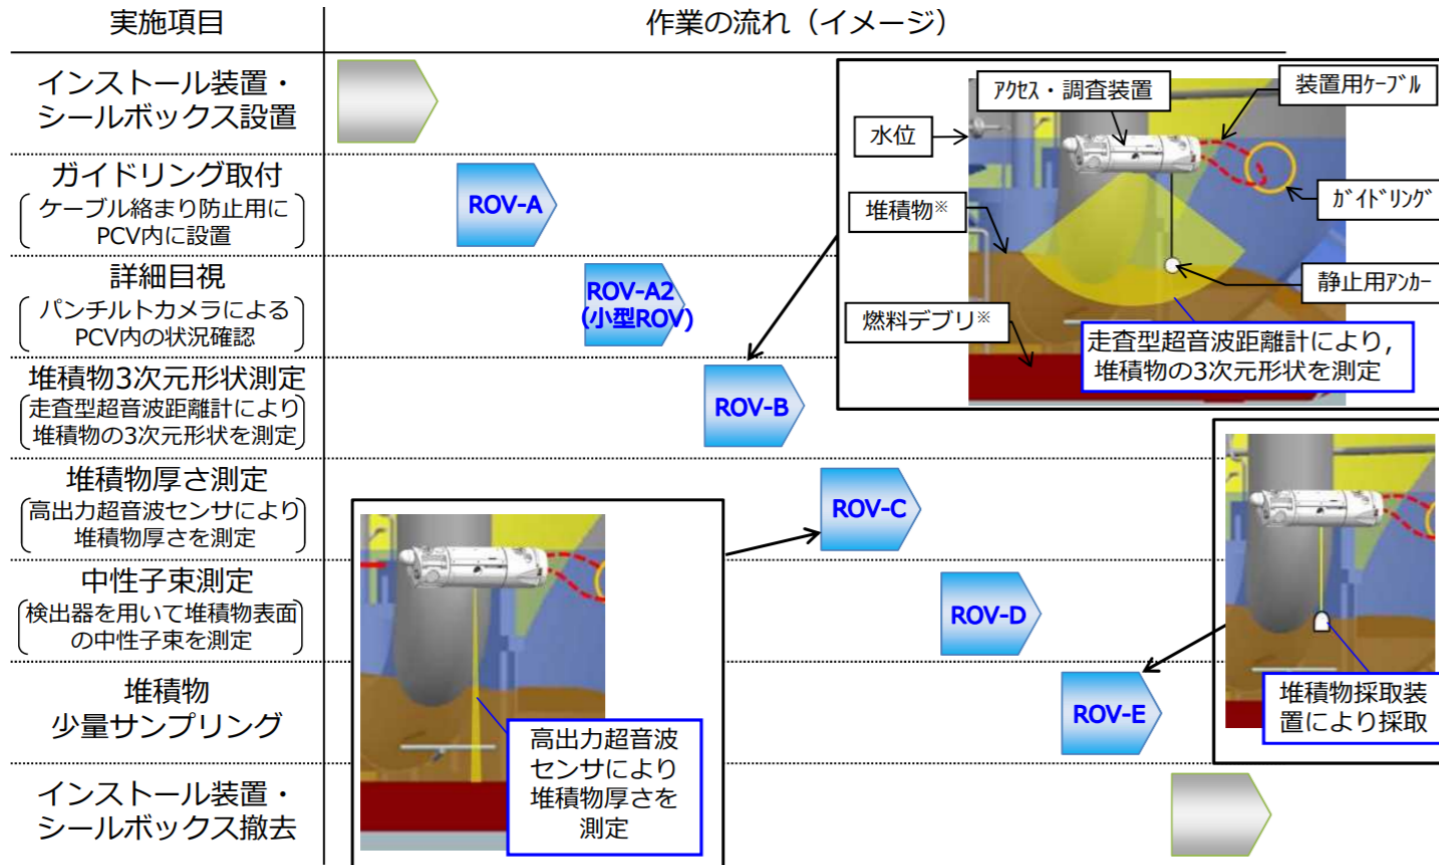 実施項目
作業の流れ（イメージ）
インストール装置・
シールボックス設置
ガイドリング取付
ケーブル絡まり防止用に
PCV内に設置
ROV-A
詳細目視
パンチルトカメラによる
PCV内の状況確認
ROV-A2
(小型ROV)
堆積物3次元形状測定
走査型超音波距離計により
堆積物の3次元形状を測定
ROV-B
アクセス・調査装置
装置用ケーブル
水位
堆積物※
ガイドリング
静止用アンカー
燃料デブリ※
走査型超音波距離計により,
堆積物の3次元形状を測定
堆積物厚さ測定
高出力超音波センサにより
堆積物厚さを測定
ROV-C
中性子束測定
検出器を用いて堆積物表面
の中性子束を測定
ROV-D
堆積物
少量サンプリング
ROV-E
高出力超音波
センサにより
堆積物厚さを
測定
堆積物採取装
置により採取
インストール装置・
シールボックス撤去